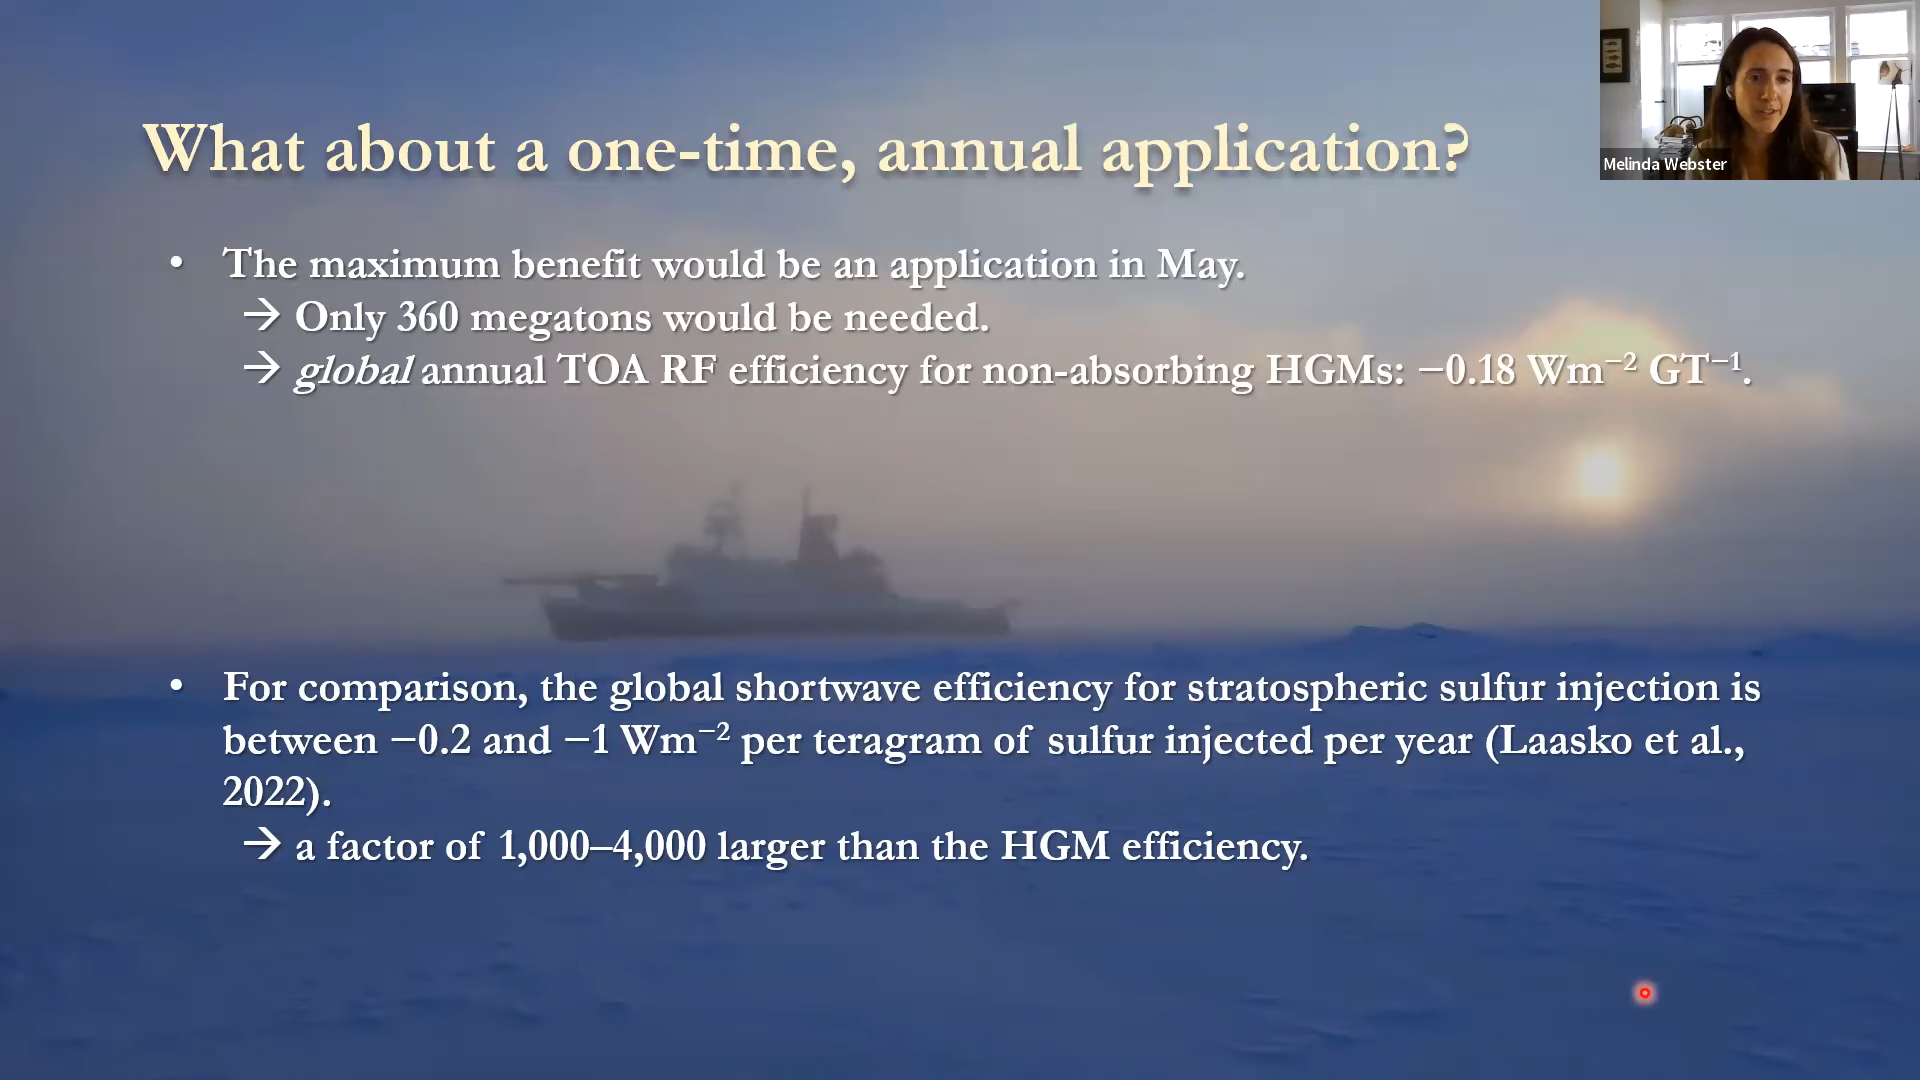 Melinda Webster
What about a one-time, annual application?
• The maximum benefit would be an application in May.
→ Only 360 megatons would be needed.
→ global annual TOA RF efficiency for non-absorbing HGMs: −0.18 Wm⁻² GT⁻¹.
• For comparison, the global shortwave efficiency for stratospheric sulfur injection is
between −0.2 and −1 Wm⁻² per teragram of sulfur injected per year (Laasko et al.,
2022).
→ a factor of 1,000–4,000 larger than the HGM efficiency.